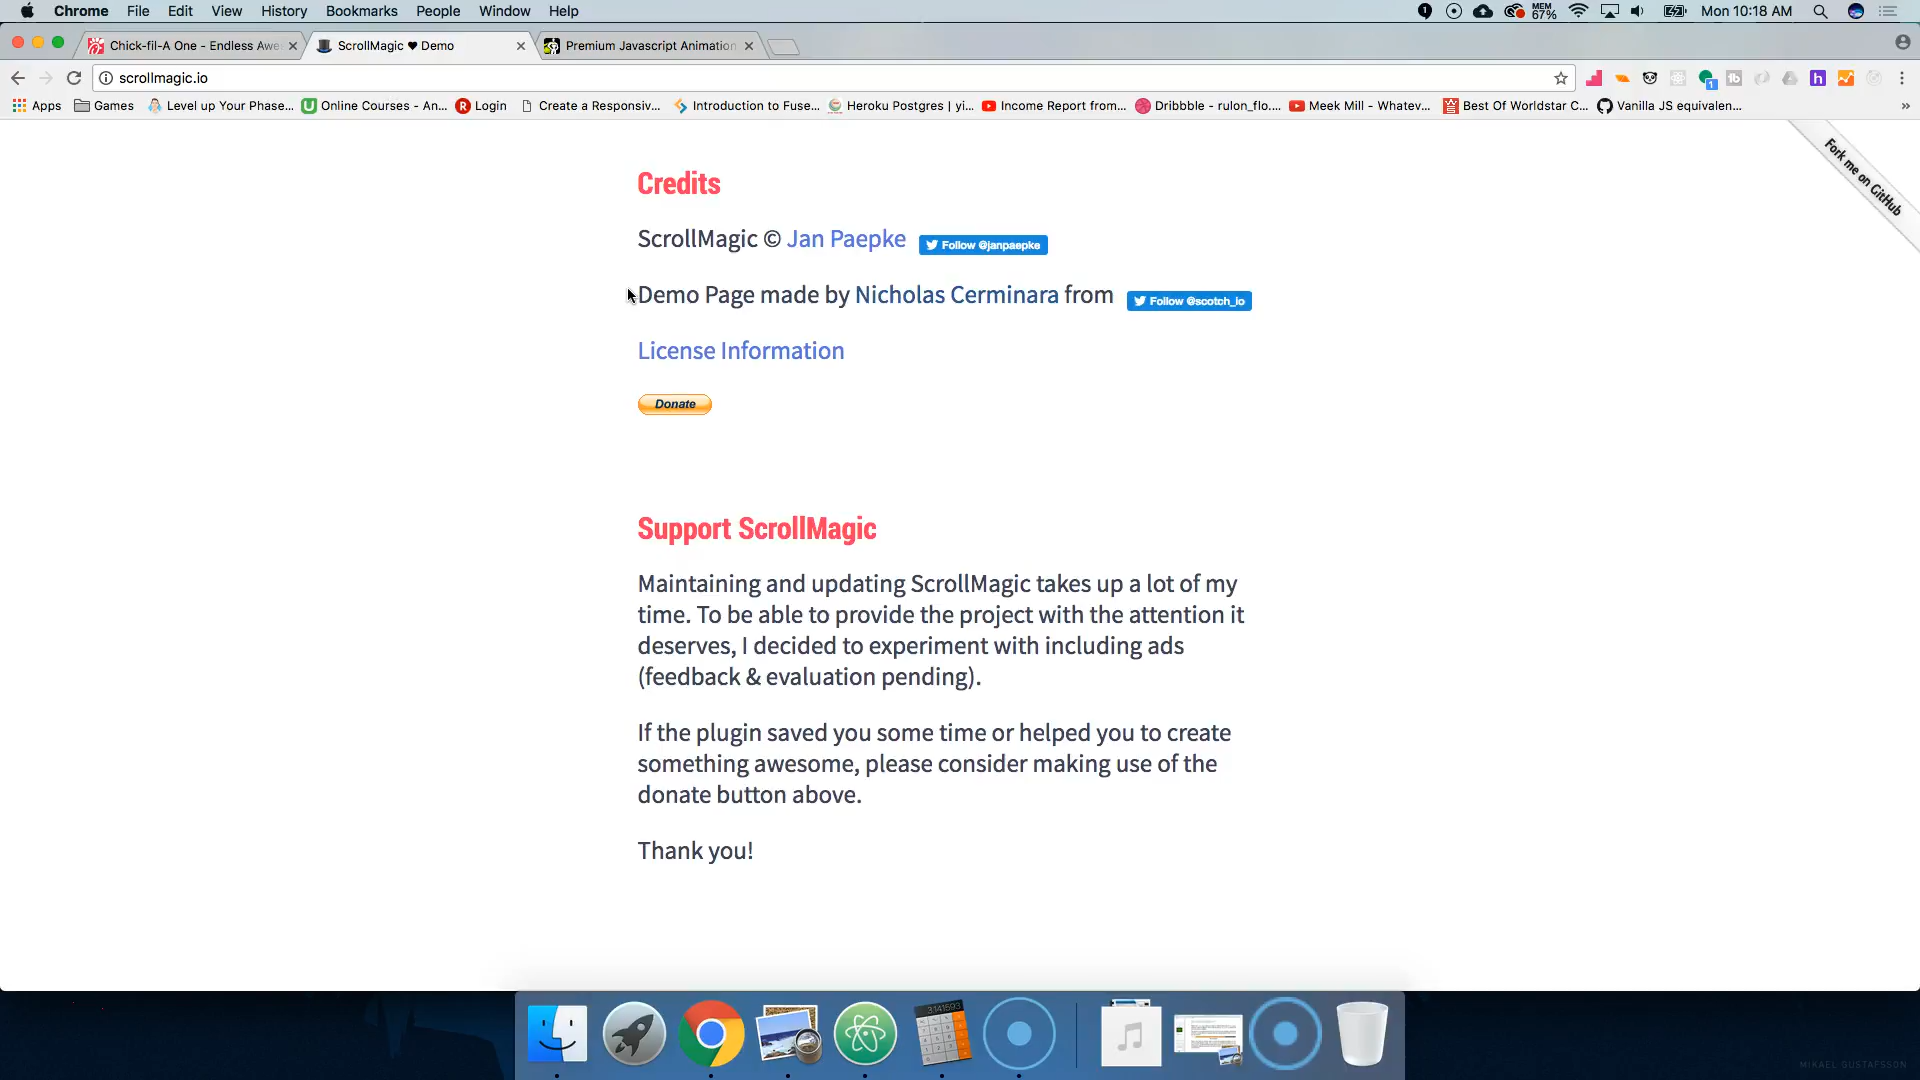 Chrome File Edit View History Bookmarks People Window Help MEM 67% Mon 10:18 AM
Chick-fil-A One - Endless Awe ScrollMagic ♥ Demo Premium Javascript Animation
scrollmagic.io
Apps Games Level up Your Phase... Online Courses - An... Login Create a Responsiv... Introduction to Fuse... Heroku Postgres | yi... Income Report from... Dribbble - rulon_flo.... Meek Mill - Whatev... Best Of Worldstar C... Vanilla JS equivalen... »
Fork me on GitHub
Credits
ScrollMagic © Jan Paepke Follow @janpaepke
Demo Page made by Nicholas Cerminara from Follow @scotch_io
License Information
Donate
Support ScrollMagic
Maintaining and updating ScrollMagic takes up a lot of my
time. To be able to provide the project with the attention it
deserves, I decided to experiment with including ads
(feedback & evaluation pending).
If the plugin saved you some time or helped you to create
something awesome, please consider making use of the
donate button above.
Thank you!
MIKAEL GUSTAFSSON